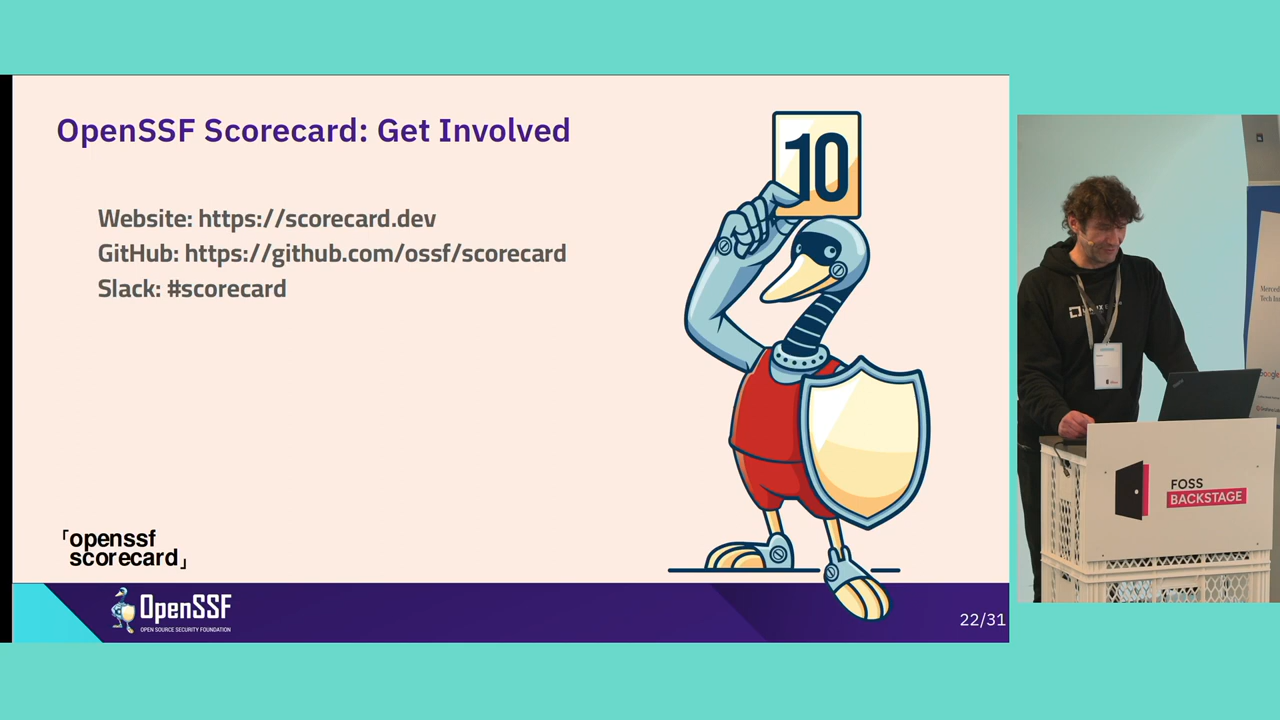 OpenSSF Scorecard: Get Involved
10
Website: https://scorecard.dev
GitHub: https://github.com/ossf/scorecard
Slack: #scorecard
「openssf
scorecard」
OpenSSF
OPEN SOURCE SECURITY FOUNDATION
22/31
FOSS
BACKSTAGE